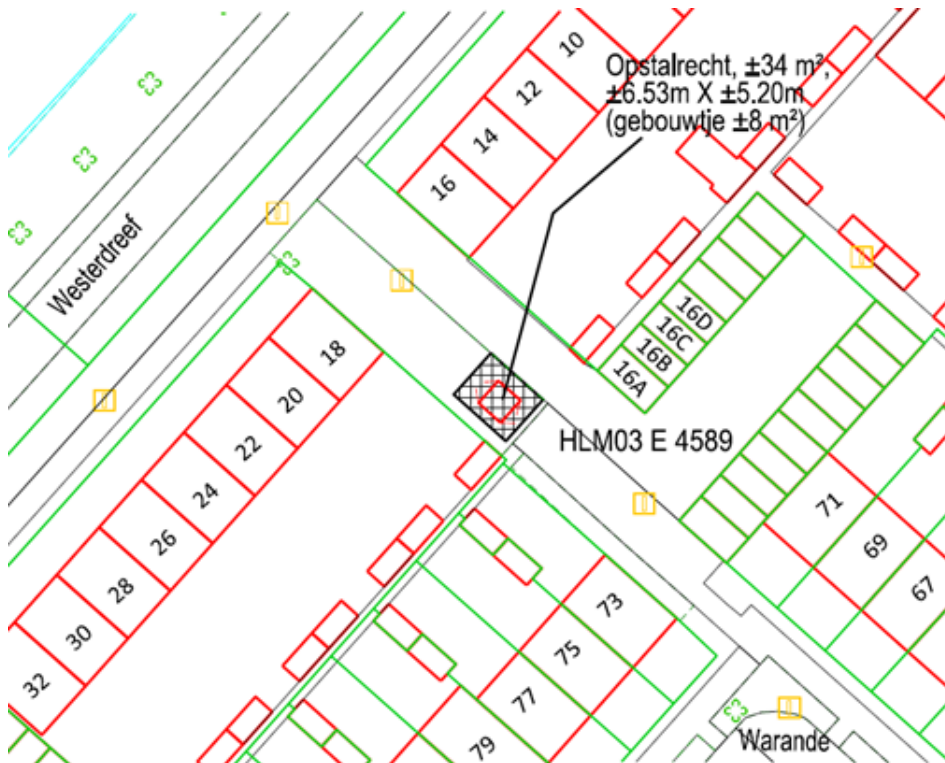 10
Opstalrecht, ±34 m²,
±6.53m X ±5.20m
(gebouwtje ±8 m²)
12
14
16
Westerdreef
16D
16C
16B
16A
18
20
22
24
26
28
30
32
HLM03 E 4589
71
69
67
73
75
77
79
Warande